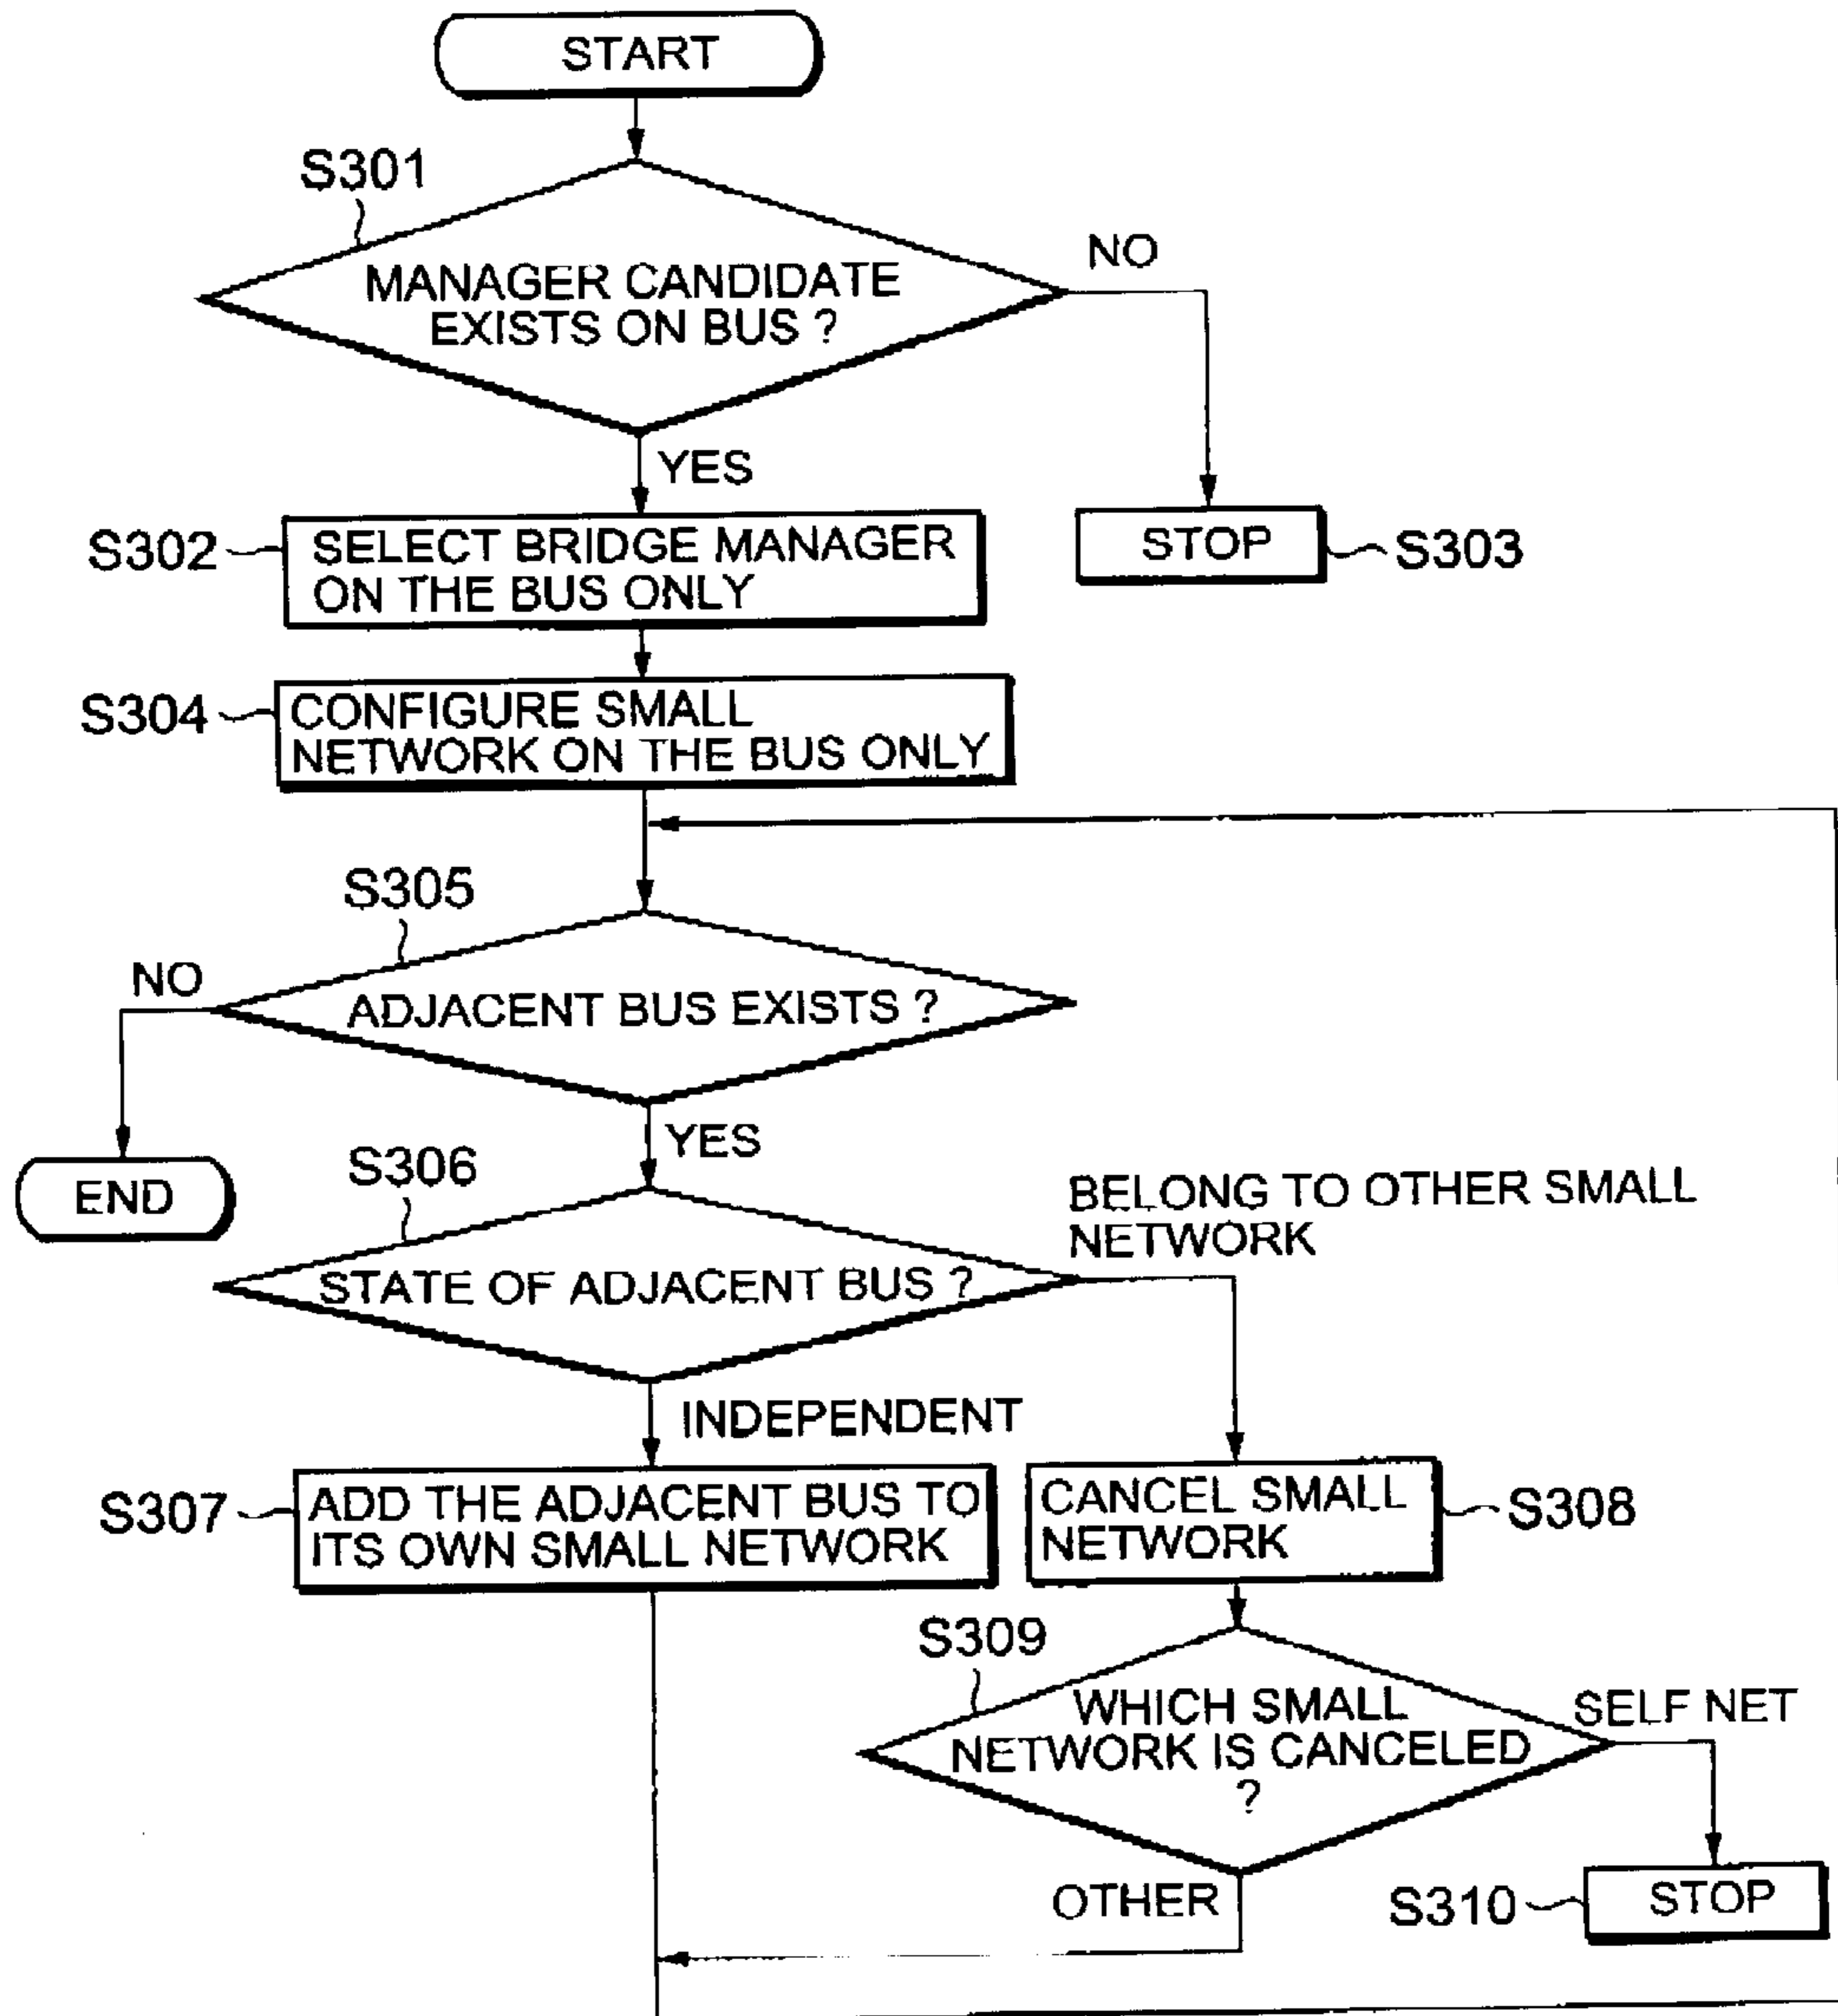 START
S301
MANAGER CANDIDATE
EXISTS ON BUS ?
NO
YES
S302
SELECT BRIDGE MANAGER
ON THE BUS ONLY
STOP
S303
S304
CONFIGURE SMALL
NETWORK ON THE BUS ONLY
S305
NO
ADJACENT BUS EXISTS ?
YES
END
S306
BELONG TO OTHER SMALL
NETWORK
STATE OF ADJACENT BUS ?
INDEPENDENT
S307
ADD THE ADJACENT BUS TO
ITS OWN SMALL NETWORK
CANCEL SMALL
NETWORK
S308
S309
WHICH SMALL
NETWORK IS CANCELED
?
SELF NET
OTHER
S310
STOP